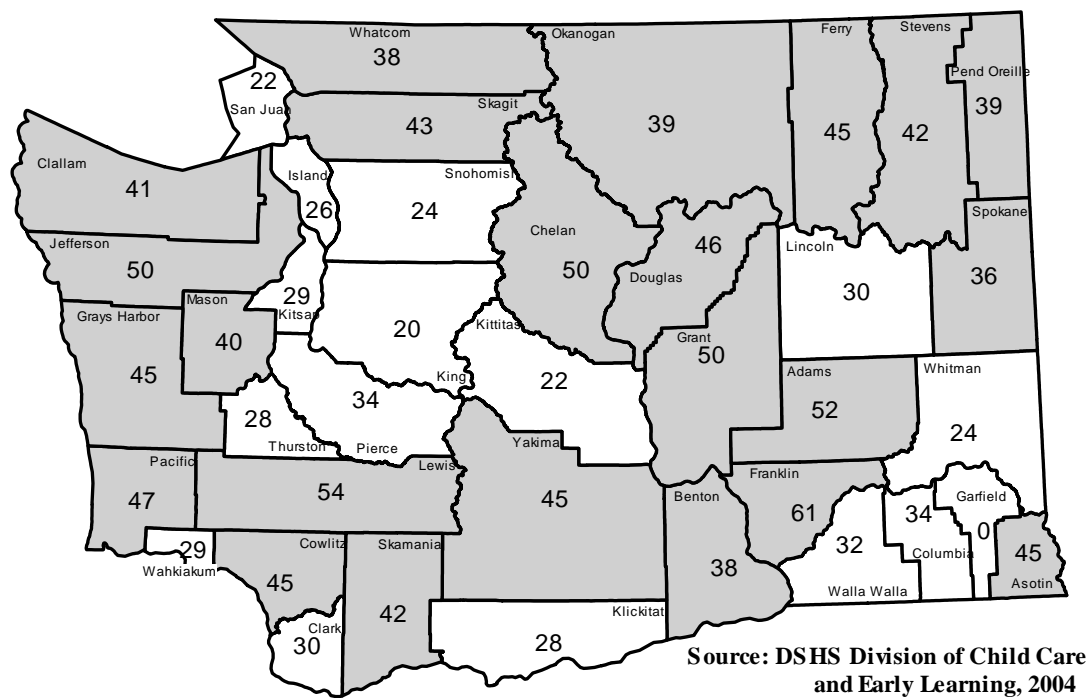 Whatcom
38
Okanogan
39
Ferry
45
Stevens
42
Pend Oreille
39
22
San Juan
Skagit
43
Clallam
41
Island
26
Snohomisl
24
Chelan
50
46
Douglas
Spokane
36
Jefferson
50
29
Kitsap
Lincoln
30
Mason
40
Grays Harbor
45
20
King
Kittitas
22
Grant
50
Adams
52
Whitman
24
28
Thurston
34
Pierce
Yakima
45
Pacific
47
Lewis
54
Benton
38
Franklin
61
Garfield
0
34
Columbia
32
Walla Walla
45
Asotin
29
Wahkiakum
Cowlitz
45
Skamania
42
Clark
30
Klickitat
28
Source: DSHS Division of Child Care
and Early Learning, 2004